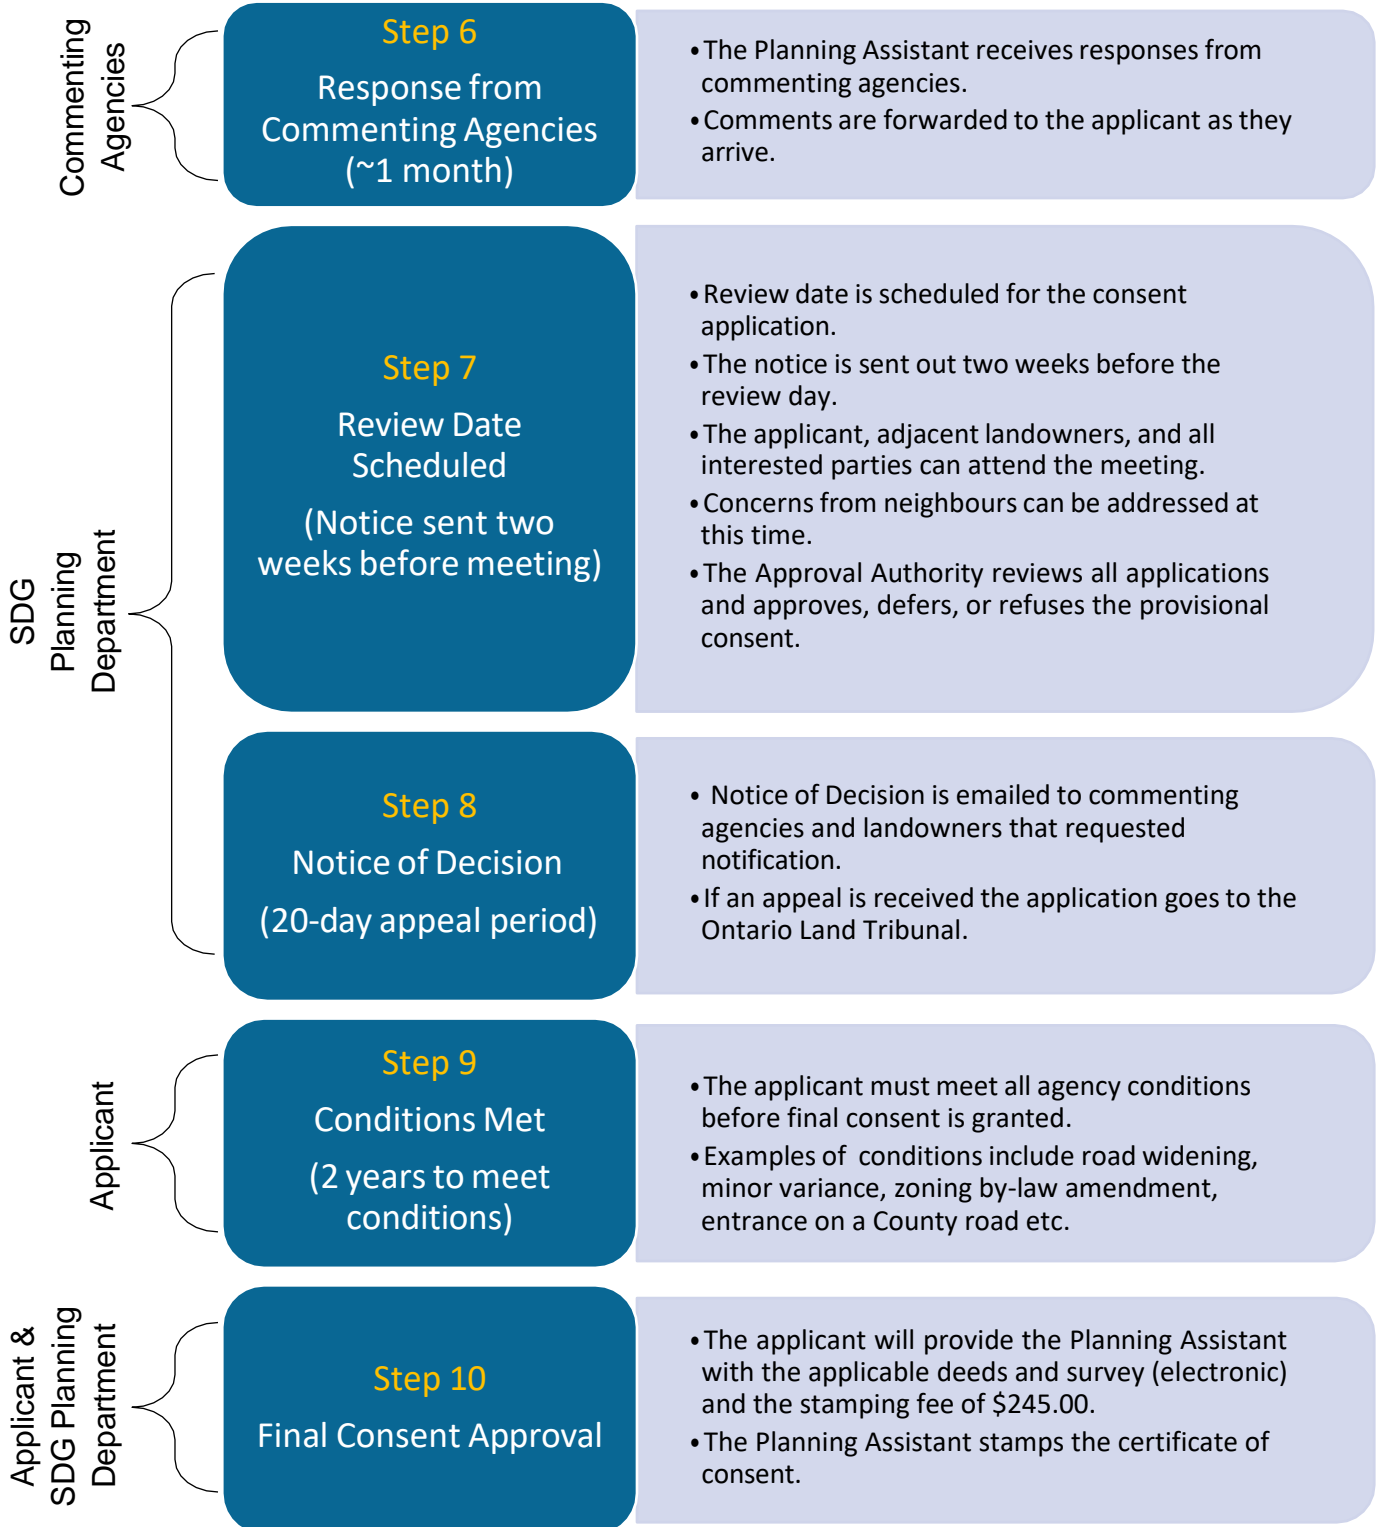 Commenting
Agencies
Step 6
Response from
Commenting Agencies
(~1 month)
•The Planning Assistant receives responses from
commenting agencies.
•Comments are forwarded to the applicant as they
arrive.
SDG
Planning
Department
Step 7
Review Date
Scheduled
(Notice sent two
weeks before meeting)
•Review date is scheduled for the consent
application.
•The notice is sent out two weeks before the
review day.
•The applicant, adjacent landowners, and all
interested parties can attend the meeting.
•Concerns from neighbours can be addressed at
this time.
•The Approval Authority reviews all applications
and approves, defers, or refuses the provisional
consent.
Step 8
Notice of Decision
(20-day appeal period)
• Notice of Decision is emailed to commenting
agencies and landowners that requested
notification.
•If an appeal is received the application goes to the
Ontario Land Tribunal.
Applicant
Step 9
Conditions Met
(2 years to meet
conditions)
•The applicant must meet all agency conditions
before final consent is granted.
•Examples of conditions include road widening,
minor variance, zoning by-law amendment,
entrance on a County road etc.
Applicant &
SDG Planning
Department
Step 10
Final Consent Approval
•The applicant will provide the Planning Assistant
with the applicable deeds and survey (electronic)
and the stamping fee of $245.00.
•The Planning Assistant stamps the certificate of
consent.